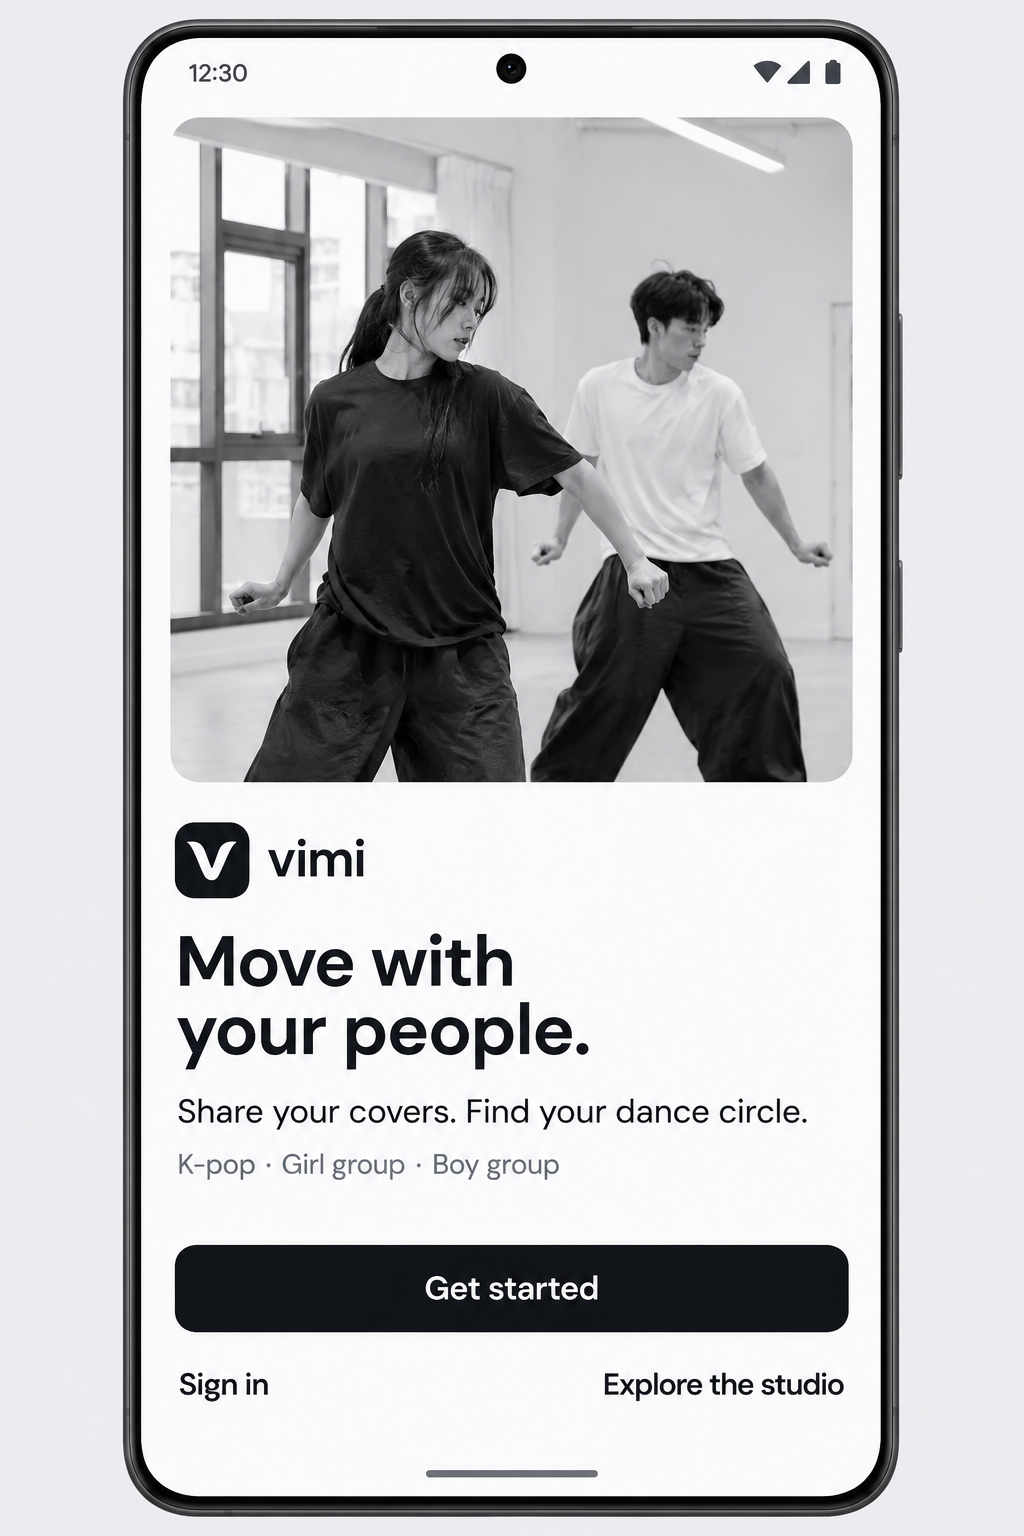 12:30
vimi
Move with
your people.
Share your covers. Find your dance circle.
K-pop · Girl group · Boy group
Get started
Sign in
Explore the studio